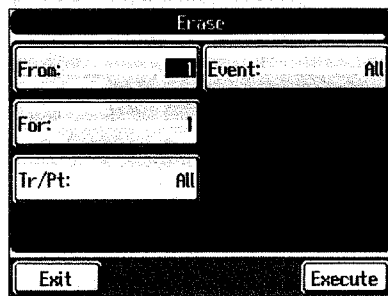 Erase
From: 1 Event: All
For: 1
Tr/Pt: All
Exit Execute